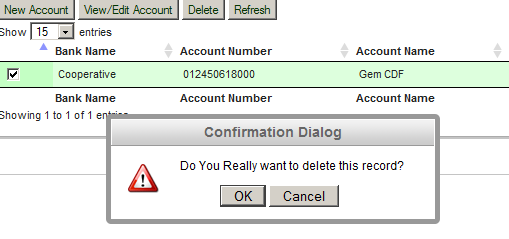 New Account View/Edit Account Delete Refresh
Show 15 entries
Bank Name Account Number Account Name
Cooperative 012450618000 Gem CDF
Bank Name Account Number Account Name
Showing 1 to 1 of 1
Confirmation Dialog
Do You Really want to delete this record?
OK Cancel